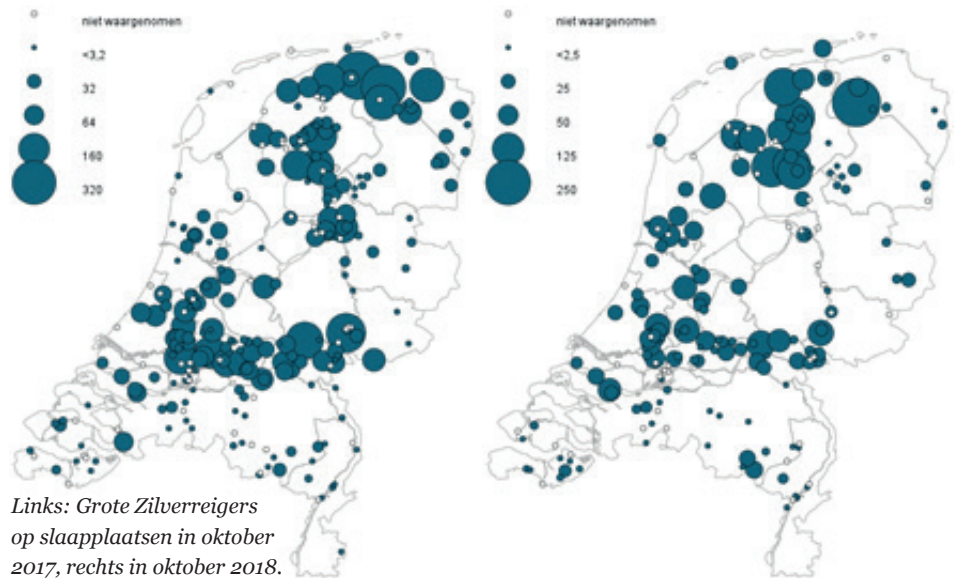 niet waargenomen
<3,2
32
64
160
320
niet waargenomen
<2,5
25
50
125
250
Links: Grote Zilverreigers
op slaapplaatsen in oktober
2017, rechts in oktober 2018.